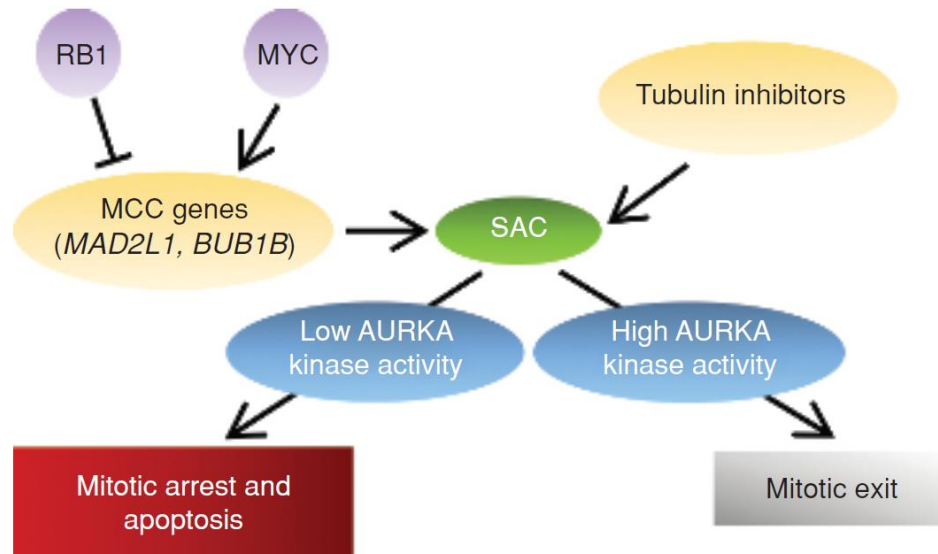 RB1
MYC
Tubulin inhibitors
MCC genes
(MAD2L1, BUB1B)
SAC
Low AURKA
kinase activity
High AURKA
kinase activity
Mitotic arrest and
apoptosis
Mitotic exit